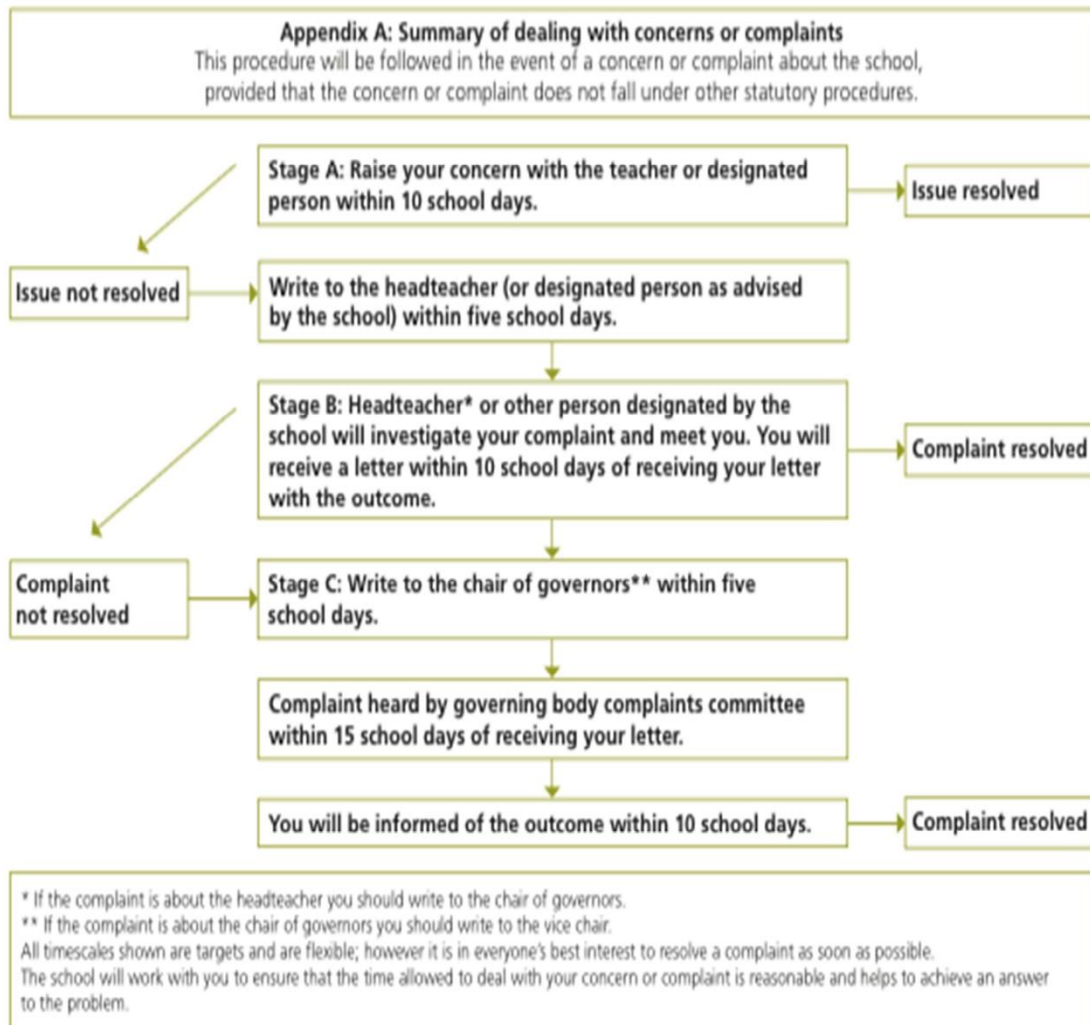 Appendix A: Summary of dealing with concerns or complaints
This procedure will be followed in the event of a concern or complaint about the school,
provided that the concern or complaint does not fall under other statutory procedures.
Stage A: Raise your concern with the teacher or designated
person within 10 school days.
Issue resolved
Issue not resolved
Write to the headteacher (or designated person as advised
by the school) within five school days.
Stage B: Headteacher* or other person designated by the
school will investigate your complaint and meet you. You will
receive a letter within 10 school days of receiving your letter
with the outcome.
Complaint resolved
Complaint
not resolved
Stage C: Write to the chair of governors** within five
school days.
Complaint heard by governing body complaints committee
within 15 school days of receiving your letter.
You will be informed of the outcome within 10 school days.
Complaint resolved
* If the complaint is about the headteacher you should write to the chair of governors.
** If the complaint is about the chair of governors you should write to the vice chair.
All timescales shown are targets and are flexible; however it is in everyone's best interest to resolve a complaint as soon as possible.
The school will work with you to ensure that the time allowed to deal with your concern or complaint is reasonable and helps to achieve an answer
to the problem.